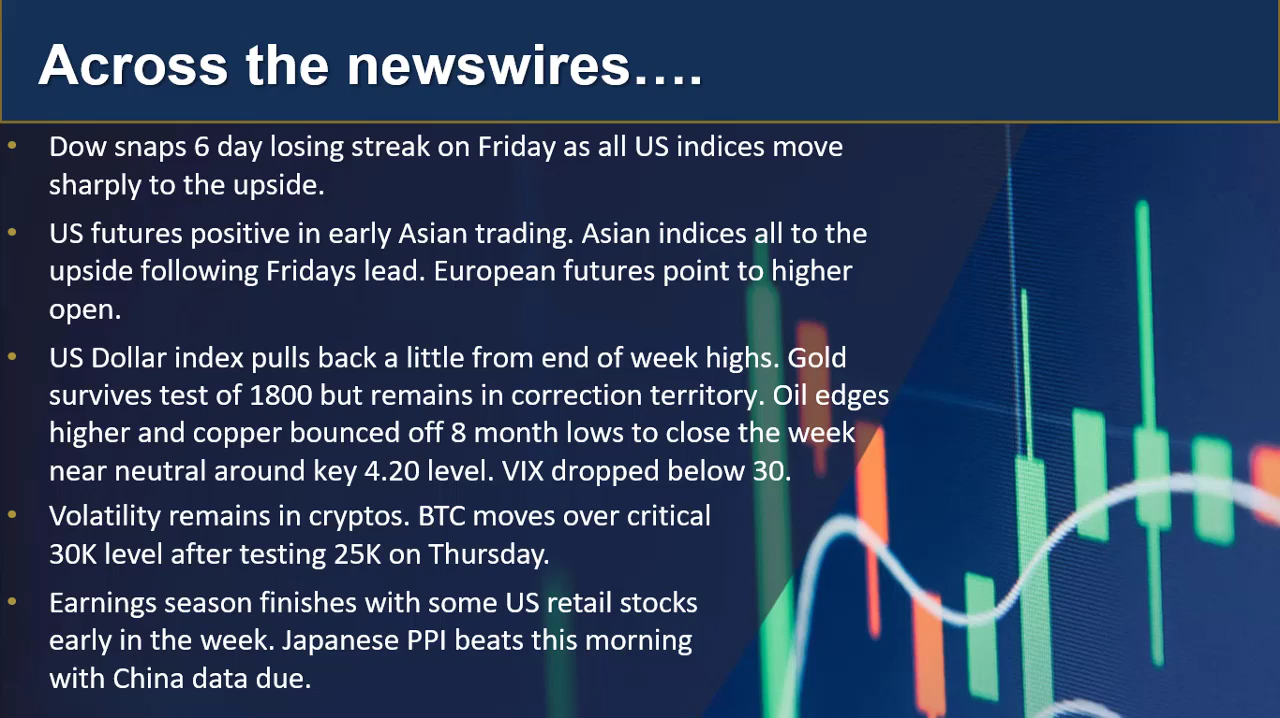 Across the newswires….
• Dow snaps 6 day losing streak on Friday as all US indices move
sharply to the upside.
• US futures positive in early Asian trading. Asian indices all to the
upside following Fridays lead. European futures point to higher
open.
• US Dollar index pulls back a little from end of week highs. Gold
survives test of 1800 but remains in correction territory. Oil edges
higher and copper bounced off 8 month lows to close the week
near neutral around key 4.20 level. VIX dropped below 30.
• Volatility remains in cryptos. BTC moves over critical
30K level after testing 25K on Thursday.
• Earnings season finishes with some US retail stocks
early in the week. Japanese PPI beats this morning
with China data due.